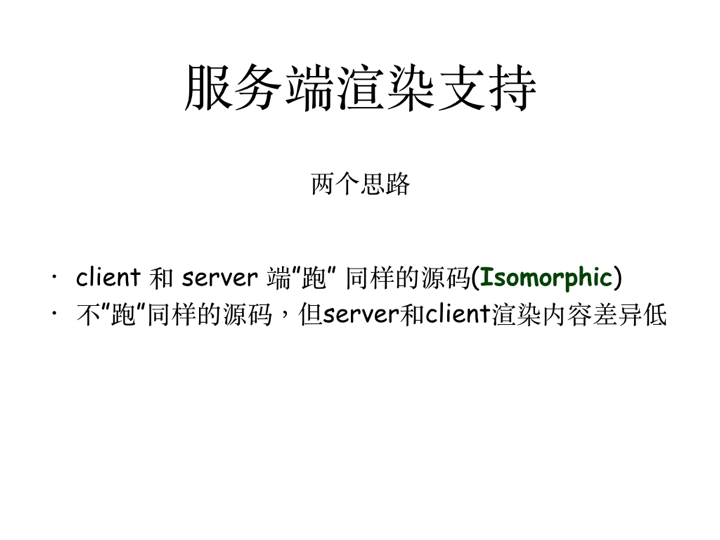 服务端渲染支持
两个思路
· client 和 server 端"跑" 同样的源码(Isomorphic)
· 不"跑"同样的源码，但server和client渲染内容差异低